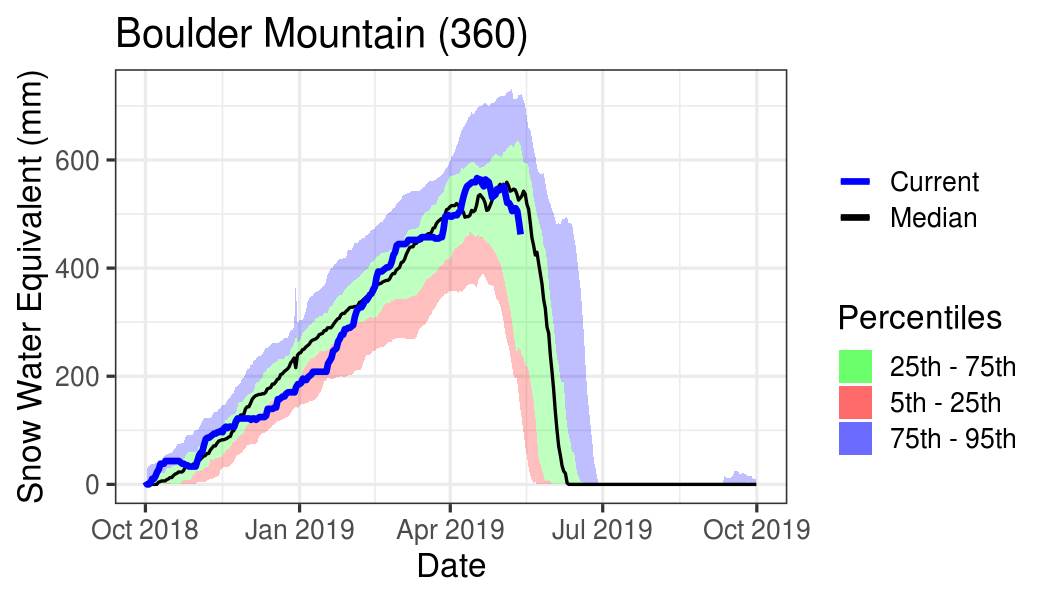 Boulder Mountain (360)
Snow Water Equivalent (mm)
600
400
200
0
Oct 2018
Jan 2019
Apr 2019
Jul 2019
Oct 2019
Date
Current
Median
Percentiles
25th - 75th
5th - 25th
75th - 95th